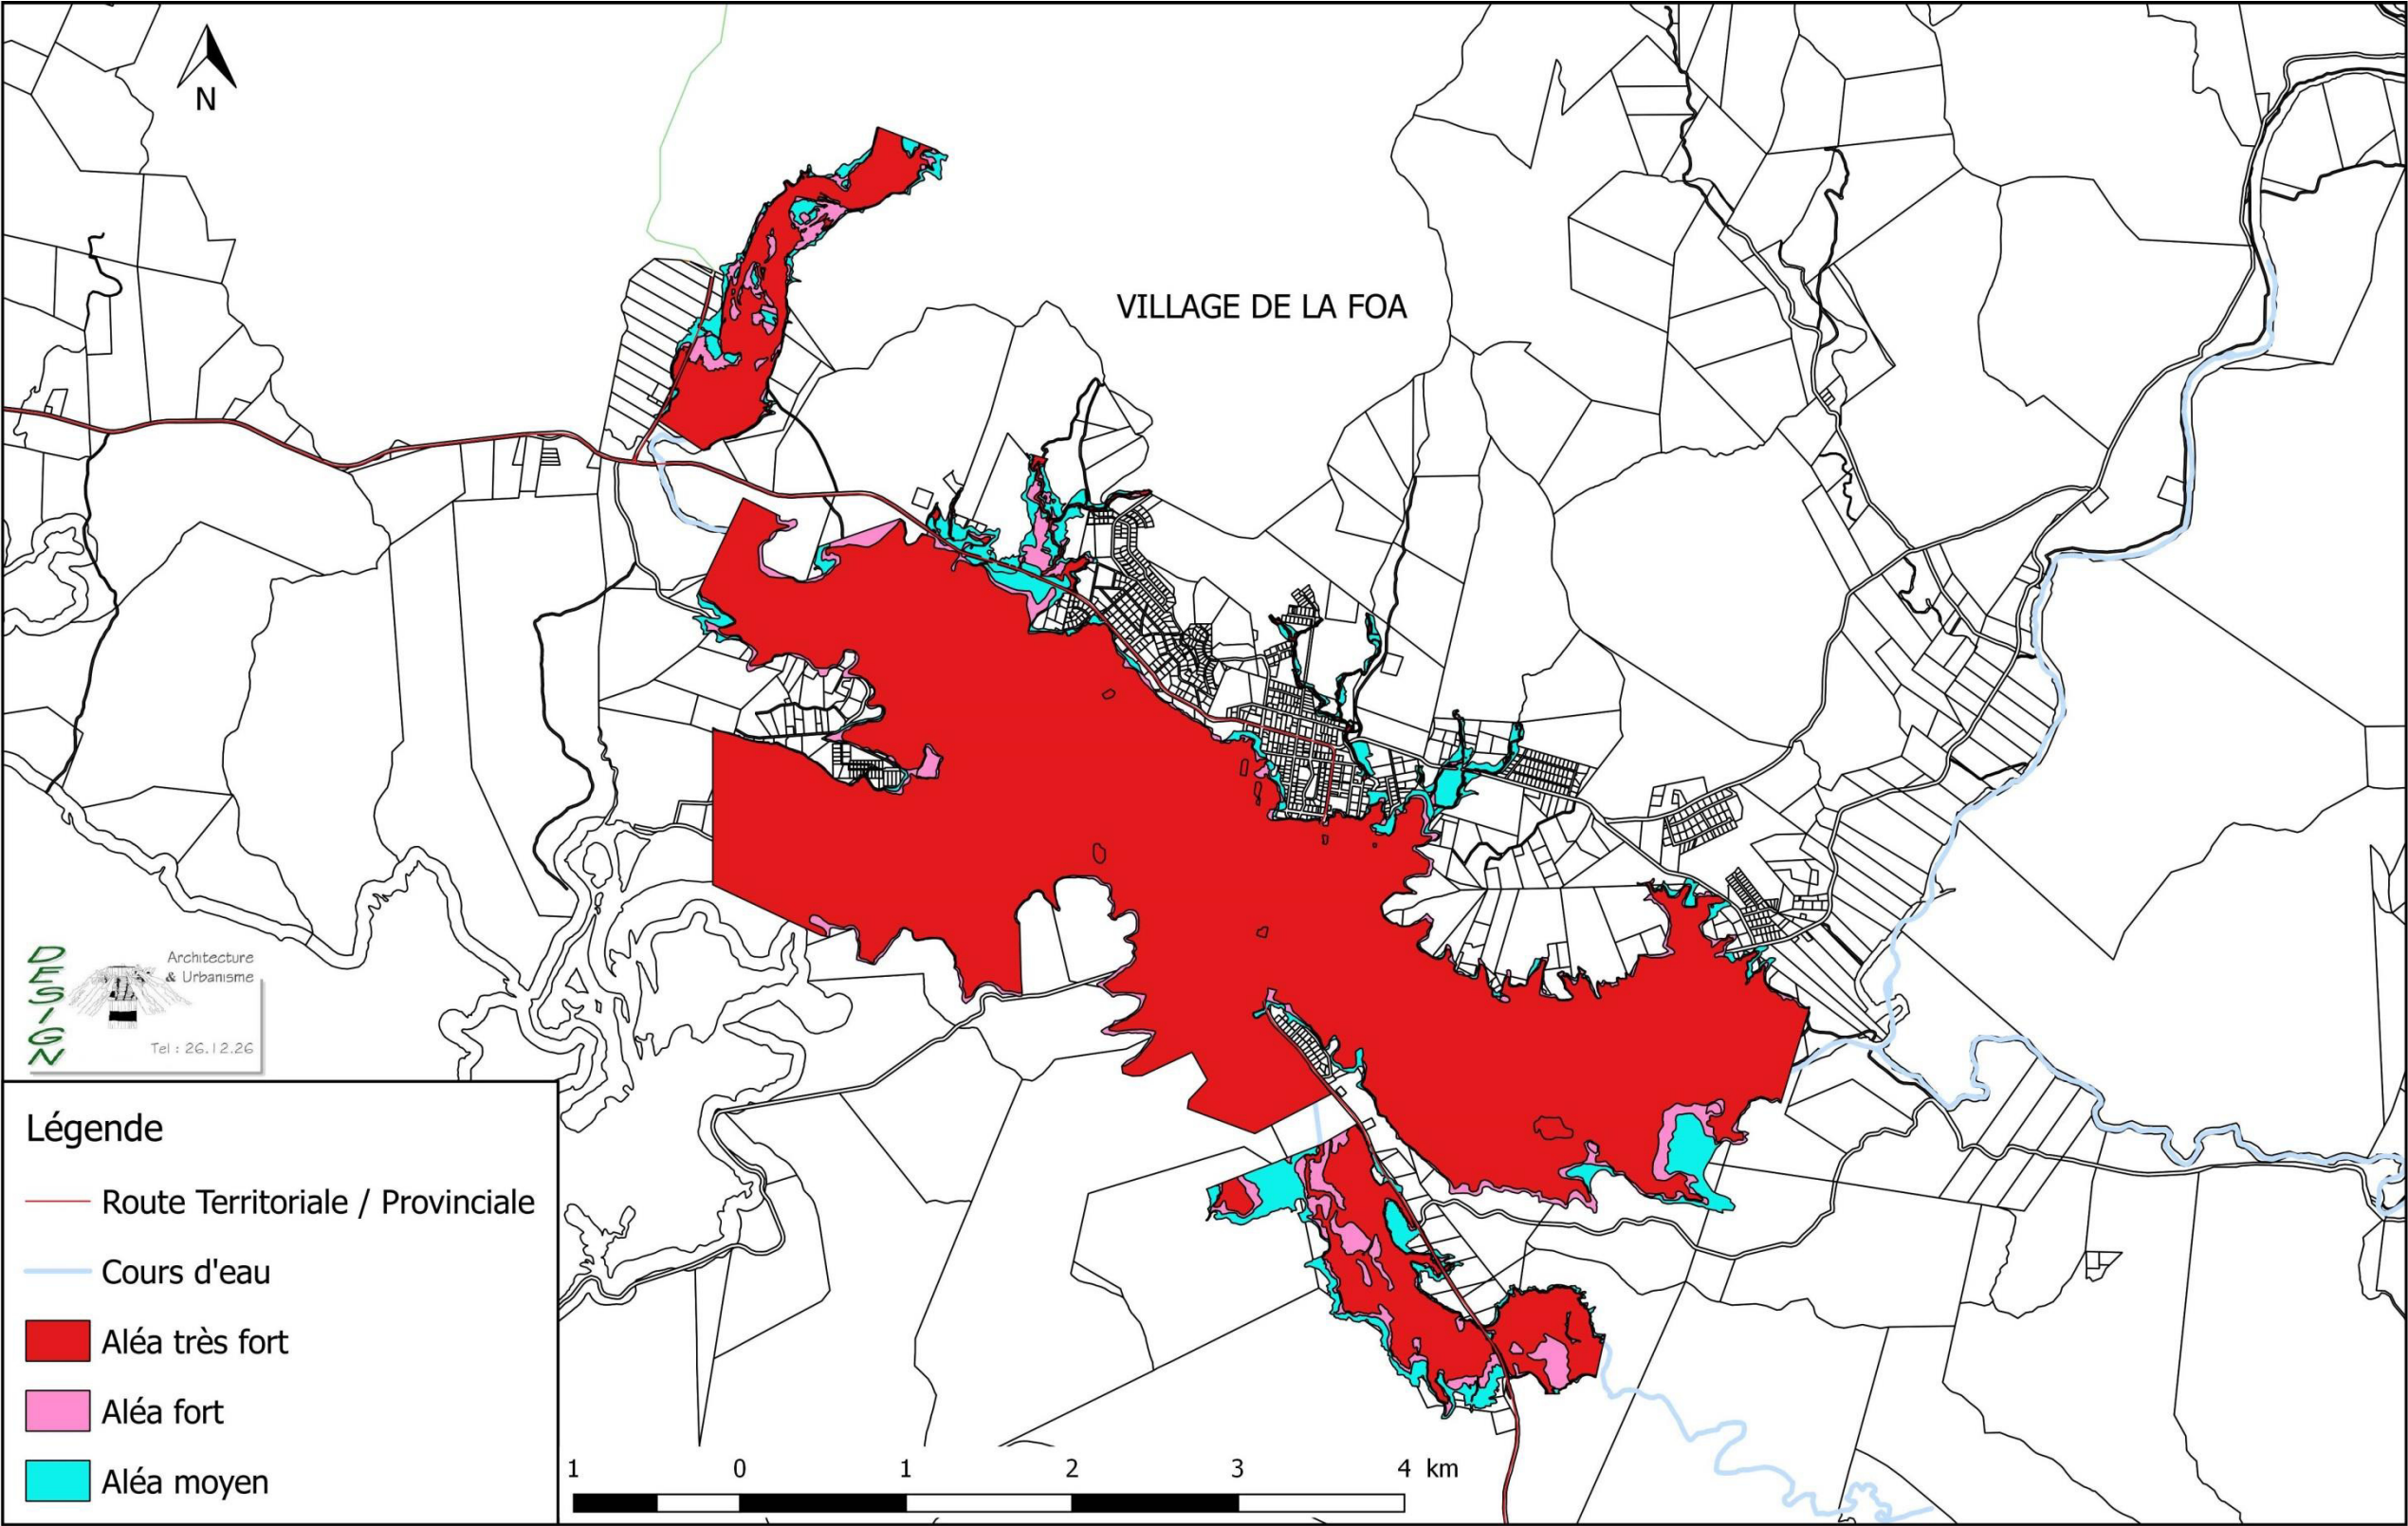 N
VILLAGE DE LA FOA
DESIGN
Architecture
& Urbanisme
Tel : 26.12.26
Légende
Route Territoriale / Provinciale
Cours d'eau
Aléa très fort
Aléa fort
Aléa moyen
1 0 1 2 3 4 km